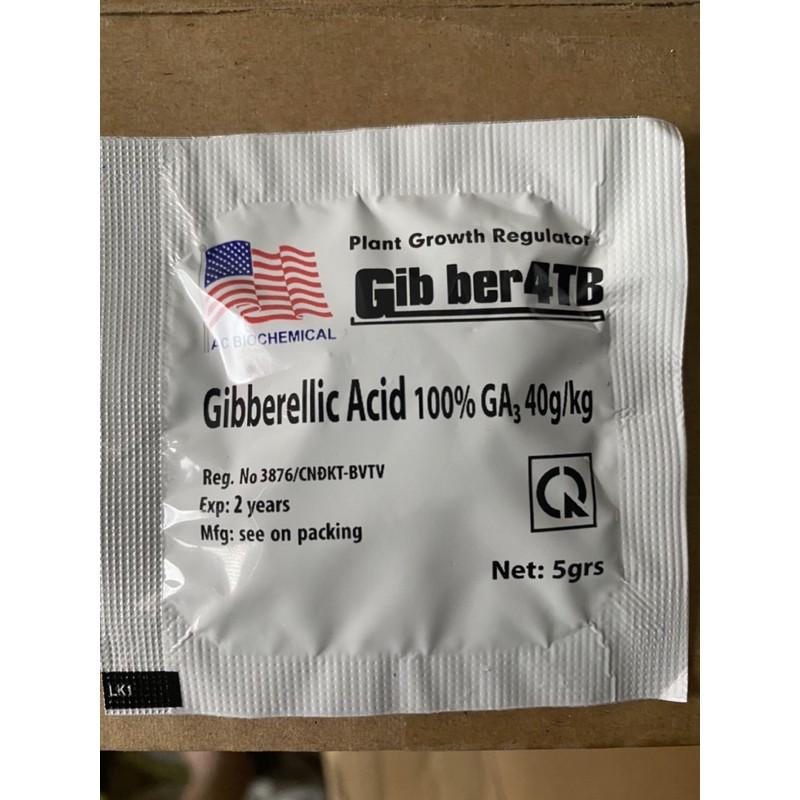 Plant Growth Regulator
Gib ber4TB
AC BIOCHEMICAL
Gibberellic Acid 100% GA₃ 40g/kg
Reg. No 3876/CNĐKT-BVTV
Exp: 2 years
Mfg: see on packing
Net: 5grs
LK1